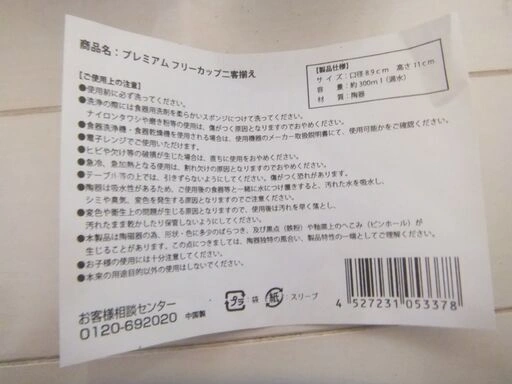 商品名：プレミアム フリーカップ二客揃え
【製品仕様】
サイズ：口径8.9cm 高さ11cm
容量：約300ml（満水）
材質：陶器
【ご使用上の注意】
●使用前に必ず洗ってください。
●洗浄の際には食器用洗剤を柔らかいスポンジにつけて洗ってください。
ナイロンタワシや磨き粉等の使用は、傷がつく原因となりますのでおやめください。
●食器洗浄機・食器乾燥機を使用される場合は、使用機器のメーカー取扱説明書にて、使用可能かをご確認ください。
●電子レンジでご使用いただけます。
●ヒビや欠け等の破損が生じた場合は、直ちに使用をおやめください。
●急冷、急加熱となる使用は、割れ欠けの原因となりますのでおやめください。
●テーブル等の上では、引きずらないようにしてください。傷がつく恐れがあります。
●陶器は吸水性があるため、ご使用後の食器等と一緒に水につけ置きすると、汚れた水を吸水し、
シミや臭気、変色を発生する原因となりますのでご注意ください。
●変色や衛生上の問題が生じる原因となりますので、使用後は汚れを早く落とし、
汚れたまま乾かしたり保管しないようにしてください。
●本製品は陶磁器の為、形状・色に多少のばらつき、及び黒点（鉄粉）や釉薬上のへこみ（ピンホール）が
生じることがあります。この点につきましては、陶器独特の風合い、製品特性の一端としてご理解ください。
●お子様の使用には十分注意してください。
●本来の用途目的以外の使用はしないでください。
お客様相談センター
0120-692020 中国製
プラ：袋 紙：スリーブ
4 527231 053378